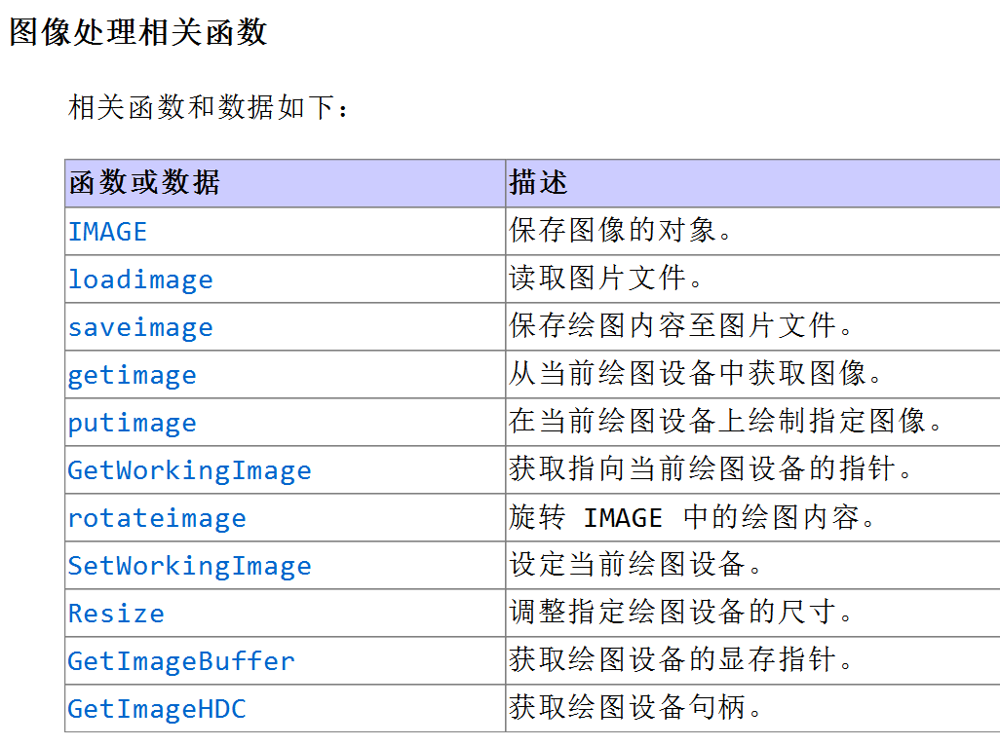 图像处理相关函数
相关函数和数据如下：
函数或数据 描述
IMAGE 保存图像的对象。
loadimage 读取图片文件。
saveimage 保存绘图内容至图片文件。
getimage 从当前绘图设备中获取图像。
putimage 在当前绘图设备上绘制指定图像。
GetWorkingImage 获取指向当前绘图设备的指针。
rotateimage 旋转 IMAGE 中的绘图内容。
SetWorkingImage 设定当前绘图设备。
Resize 调整指定绘图设备的尺寸。
GetImageBuffer 获取绘图设备的显存指针。
GetImageHDC 获取绘图设备句柄。